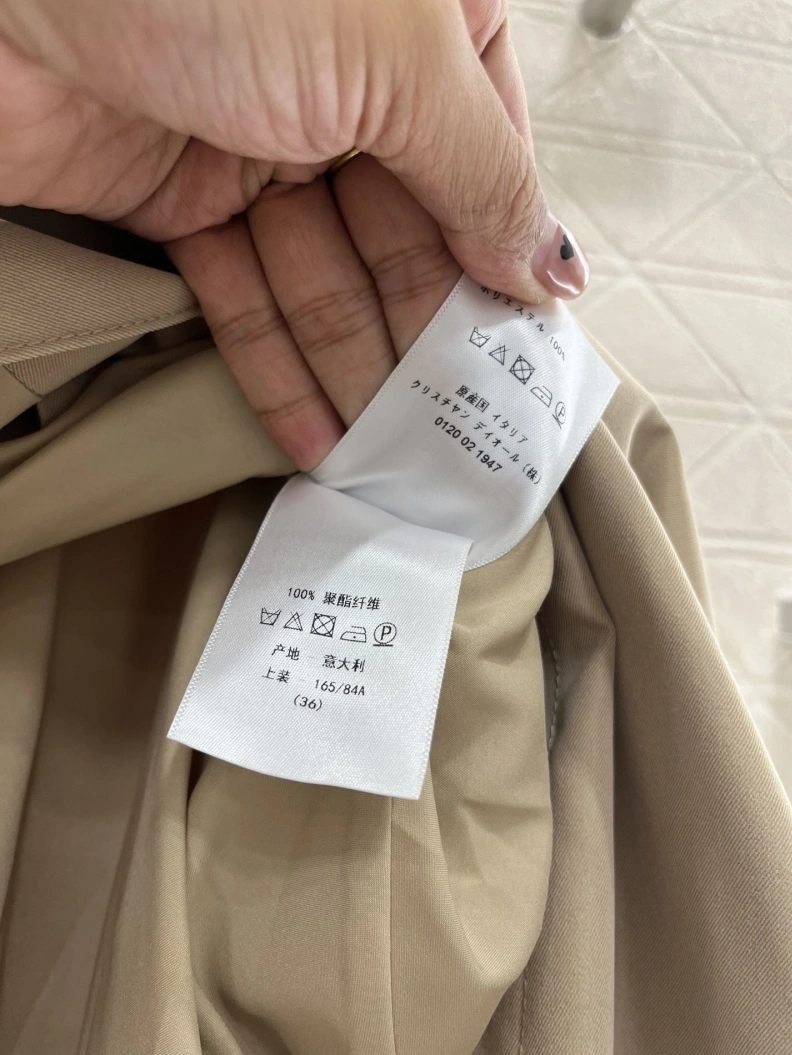 ポリエステル 100%
原産国 イタリア
クリスチャン ディオール (株)
0120 02 1947
100% 聚酯纤维
P
产地 - 意大利
上装 - 165/84A
(36)